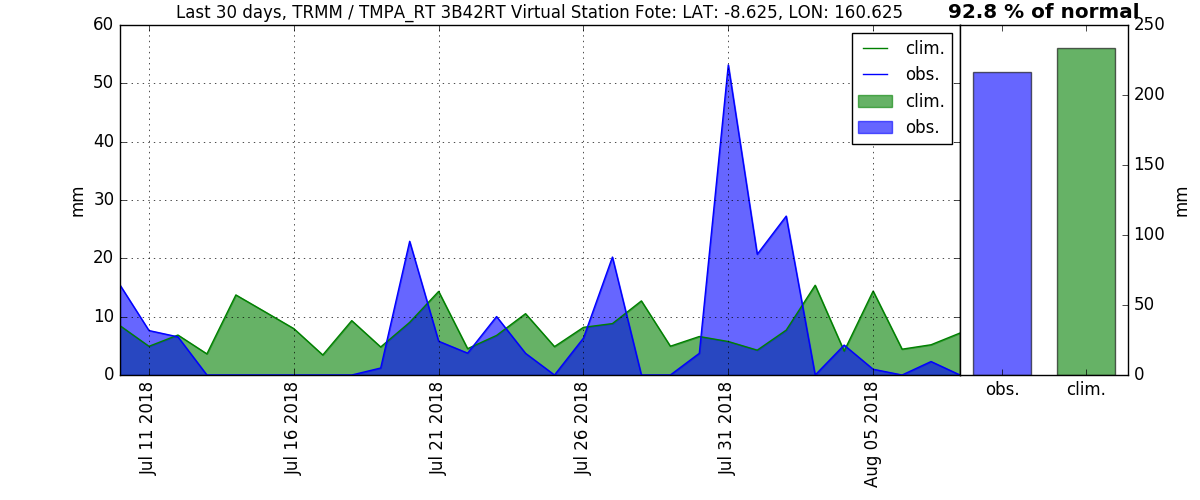 Last 30 days, TRMM / TMPA_RT 3B42RT Virtual Station Fote: LAT: -8.625, LON: 160.625
92.8 % of normal
60
50
40
30
20
10
0
mm
clim.
obs.
clim.
obs.
Jul 11 2018
Jul 16 2018
Jul 21 2018
Jul 26 2018
Jul 31 2018
Aug 05 2018
250
200
150
100
50
0
mm
obs.
clim.